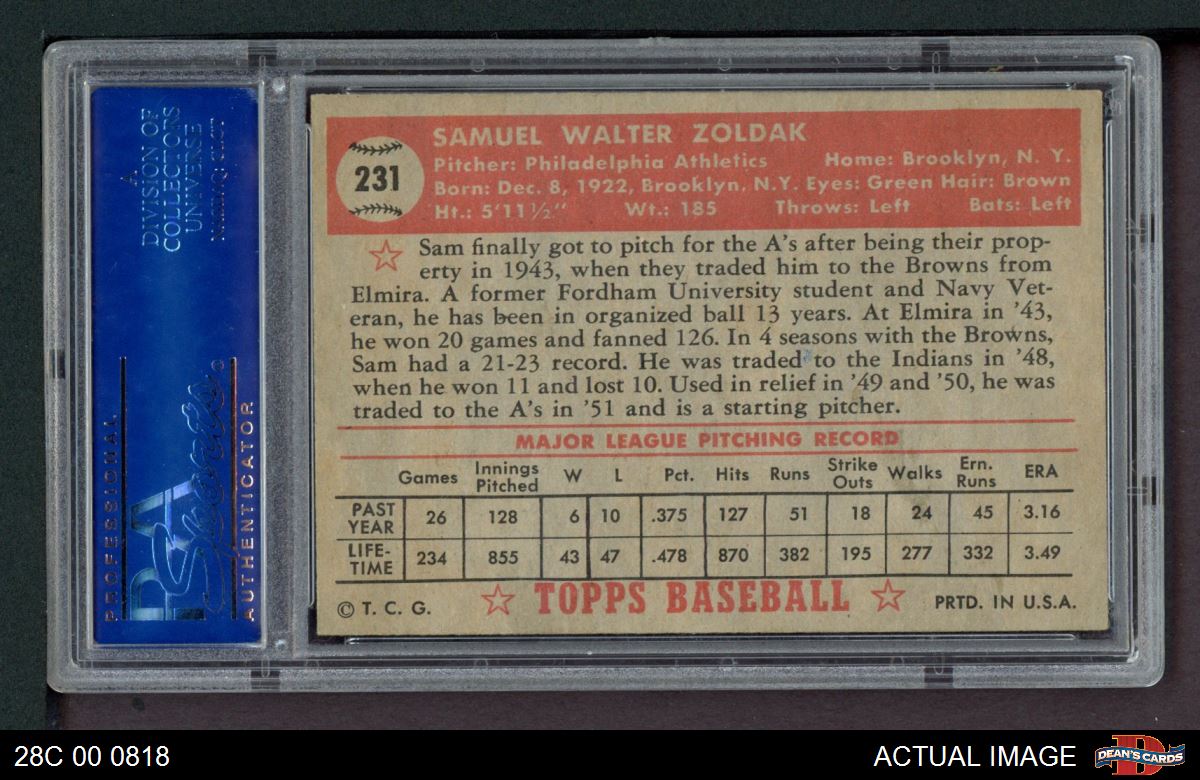 A
DIVISION OF
COLLECTORS
UNIVERSE
NASDAQ: CLCT
PROFESSIONAL
PSA
Sports
AUTHENTICATOR
231
SAMUEL WALTER ZOLDAK
Pitcher: Philadelphia Athletics Home: Brooklyn, N. Y.
Born: Dec. 8, 1922, Brooklyn, N.Y. Eyes: Green Hair: Brown
Ht.: 5'11½" Wt.: 185 Throws: Left Bats: Left
Sam finally got to pitch for the A's after being their prop-
erty in 1943, when they traded him to the Browns from
Elmira. A former Fordham University student and Navy Vet-
eran, he has been in organized ball 13 years. At Elmira in '43,
he won 20 games and fanned 126. In 4 seasons with the Browns,
Sam had a 21-23 record. He was traded to the Indians in '48,
when he won 11 and lost 10. Used in relief in '49 and '50, he was
traded to the A's in '51 and is a starting pitcher.
MAJOR LEAGUE PITCHING RECORD
Games Innings Pitched W L Pct. Hits Runs Strike Outs Walks Ern. Runs ERA
PAST YEAR 26 128 6 10 .375 127 51 18 24 45 3.16
LIFE-TIME 234 855 43 47 .478 870 382 195 277 332 3.49
© T. C. G. TOPPS BASEBALL PRTD. IN U.S.A.
28C 00 0818 ACTUAL IMAGE DEAN'S CARDS